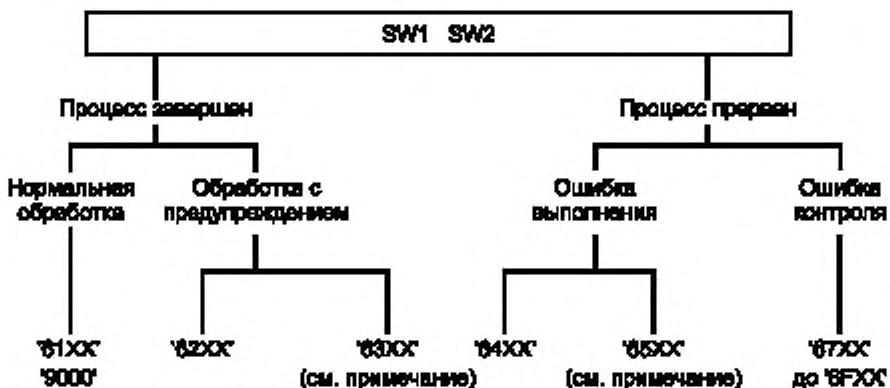 SW1 SW2
Процесс завершен
Процесс прерван
Нормальная
обработка
Обработка с
предупреждением
Ошибка
выполнения
Ошибка
контроля
'61XX'
'9000'
'62XX'
'63XX'
(см. примечание)
'64XX'
'65XX'
(см. примечание)
'67XX'
до '6FXX'